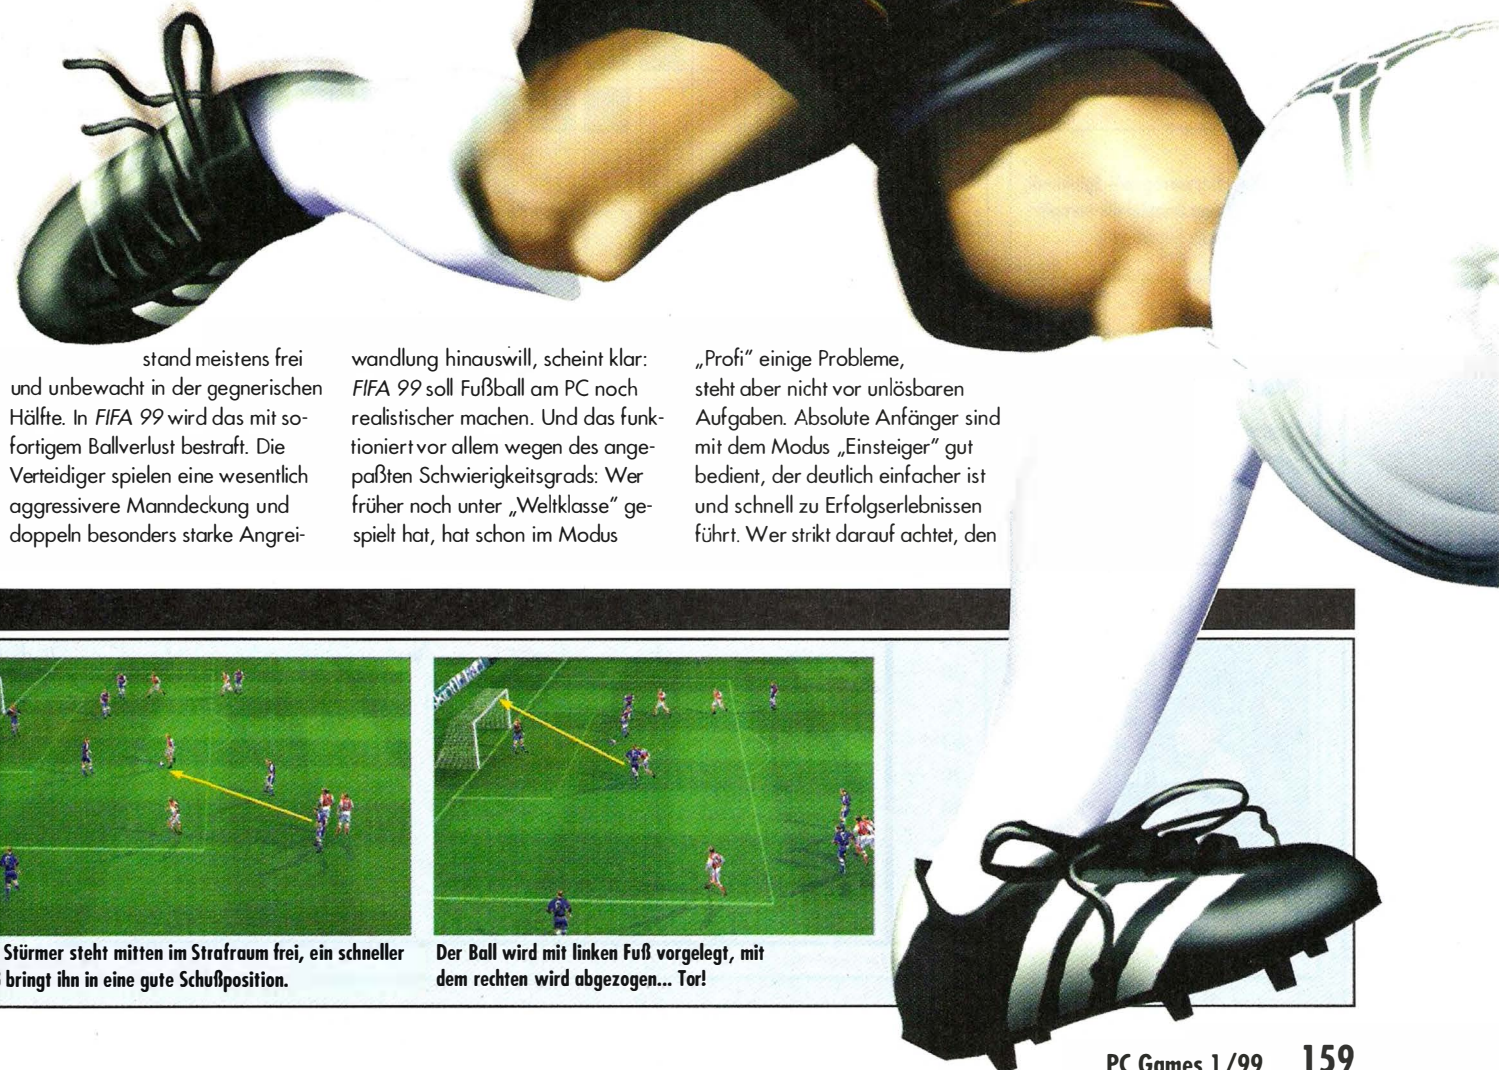 stand meistens frei
und unbewacht in der gegnerischen
Hälfte. In FIFA 99 wird das mit so-
fortigem Ballverlust bestraft. Die
Verteidiger spielen eine wesentlich
aggressivere Manndeckung und
doppeln besonders starke Angrei-
wandlung hinauswill, scheint klar:
FIFA 99 soll Fußball am PC noch
realistischer machen. Und das funk-
tioniert vor allem wegen des ange-
paßten Schwierigkeitsgrads: Wer
früher noch unter „Weltklasse“ ge-
spielt hat, hat schon im Modus
„Profi“ einige Probleme,
steht aber nicht vor unlösbaren
Aufgaben. Absolute Anfänger sind
mit dem Modus „Einsteiger“ gut
bedient, der deutlich einfacher ist
und schnell zu Erfolgserlebnissen
führt. Wer strikt darauf achtet, den
Stürmer steht mitten im Strafraum frei, ein schneller
bringt ihn in eine gute Schußposition.
Der Ball wird mit linken Fuß vorgelegt, mit
dem rechten wird abgezogen... Tor!
PC Games 1/99 159